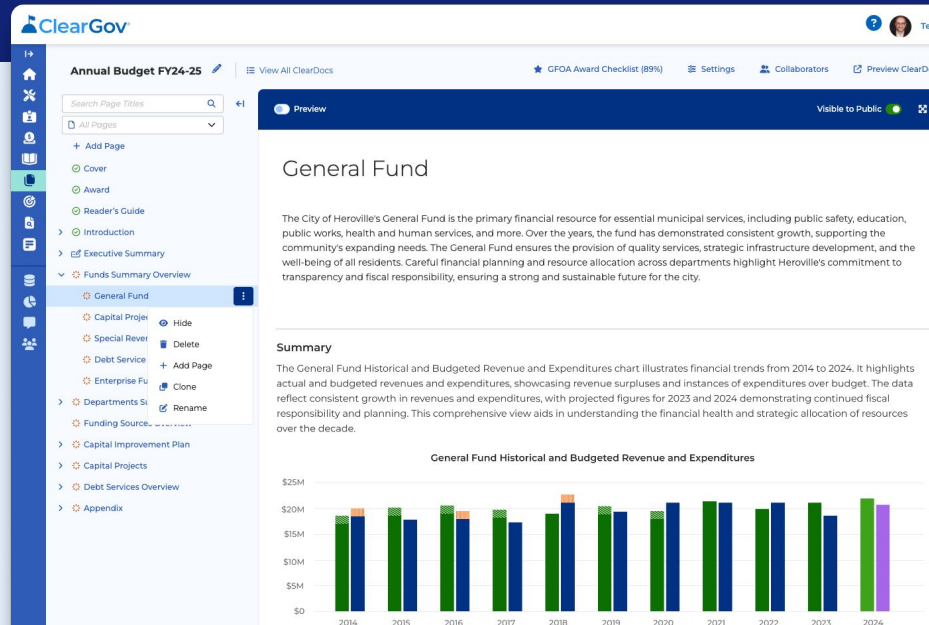 ClearGov
?
Te
Annual Budget FY24-25
View All ClearDocs
GFOA Award Checklist (89%)
Settings
Collaborators
Preview ClearD
Search Page Titles
All Pages
+ Add Page
Cover
Award
Reader's Guide
Introduction
Executive Summary
Funds Summary Overview
General Fund
Capital Projec
Special Rever
Debt Service
Enterprise Fu
Departments Su
Funding Sources
Capital Improvement Plan
Capital Projects
Debt Services Overview
Appendix
Hide
Delete
+ Add Page
Clone
Rename
Preview
Visible to Public
General Fund
The City of Heroville's General Fund is the primary financial resource for essential municipal services, including public safety, education,
public works, health and human services, and more. Over the years, the fund has demonstrated consistent growth, supporting the
community's expanding needs. The General Fund ensures the provision of quality services, strategic infrastructure development, and the
well-being of all residents. Careful financial planning and resource allocation across departments highlight Heroville's commitment to
transparency and fiscal responsibility, ensuring a strong and sustainable future for the city.
Summary
The General Fund Historical and Budgeted Revenue and Expenditures chart illustrates financial trends from 2014 to 2024. It highlights
actual and budgeted revenues and expenditures, showcasing revenue surpluses and instances of expenditures over budget. The data
reflect consistent growth in revenues and expenditures, with projected figures for 2023 and 2024 demonstrating continued fiscal
responsibility and planning. This comprehensive view aids in understanding the financial health and strategic allocation of resources
over the decade.
General Fund Historical and Budgeted Revenue and Expenditures
$25M
$20M
$15M
$10M
$5M
$0
2014 2015 2016 2017 2018 2019 2020 2021 2022 2023 2024